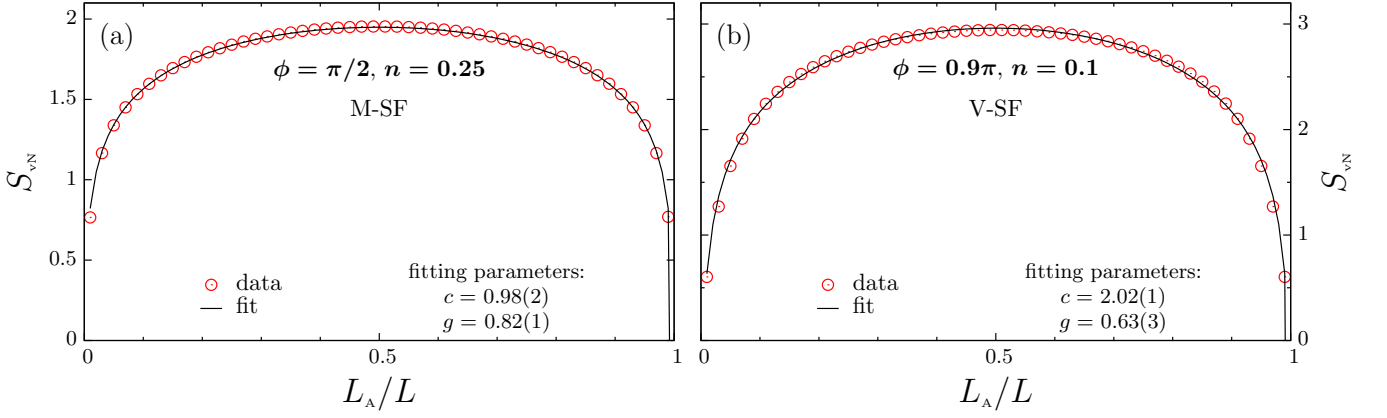 (a)
ϕ = π/2, n = 0.25
M-SF
S_vN
2
1.5
1
0.5
0
data
fit
fitting parameters:
c = 0.98(2)
g = 0.82(1)
0
0.5
1
L_A/L
(b)
ϕ = 0.9π, n = 0.1
V-SF
S_vN
3
2
1
0
data
fit
fitting parameters:
c = 2.02(1)
g = 0.63(3)
0
0.5
1
L_A/L